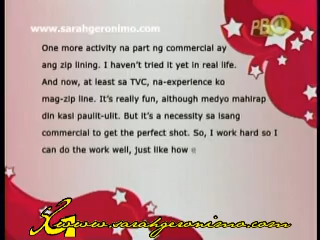 www.sarahgeronimo.com
One more activity na part ng commercial ay
ang zip lining. I haven't tried it yet in real life.
And now, at least sa TVC, na-experience ko
mag-zip line. It's really fun, although medyo mahirap
din kasi paulit-ulit. But it's a necessity sa isang
commercial to get the perfect shot. So, I work hard so I
can do the work well, just like how e
www.sarahgeronimo.com